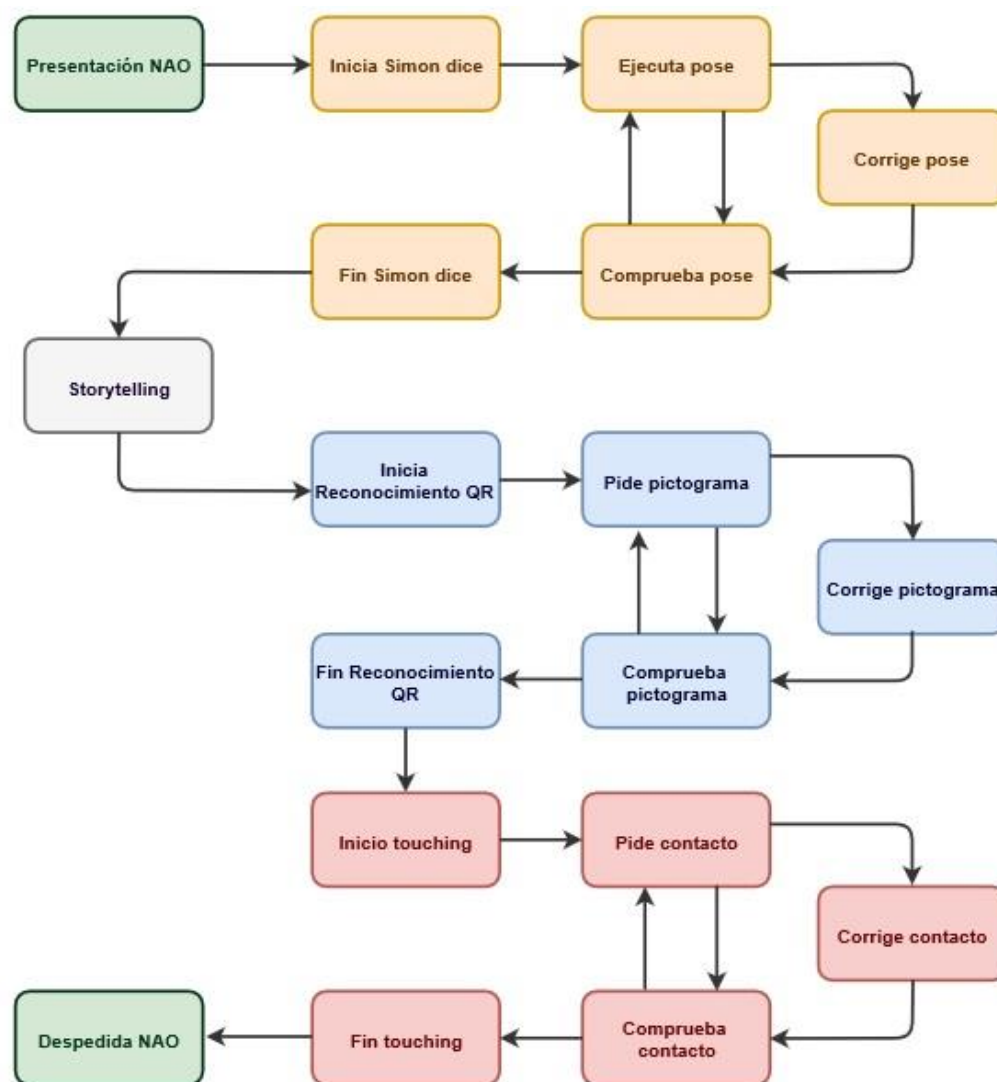 Presentación NAO
Inicia Simon dice
Ejecuta pose
Corrige pose
Fin Simon dice
Comprueba pose
Storytelling
Inicia
Reconocimiento QR
Pide pictograma
Corrige pictograma
Fin Reconocimiento
QR
Comprueba
pictograma
Inicio touching
Pide contacto
Corrige contacto
Despedida NAO
Fin touching
Comprueba
contacto